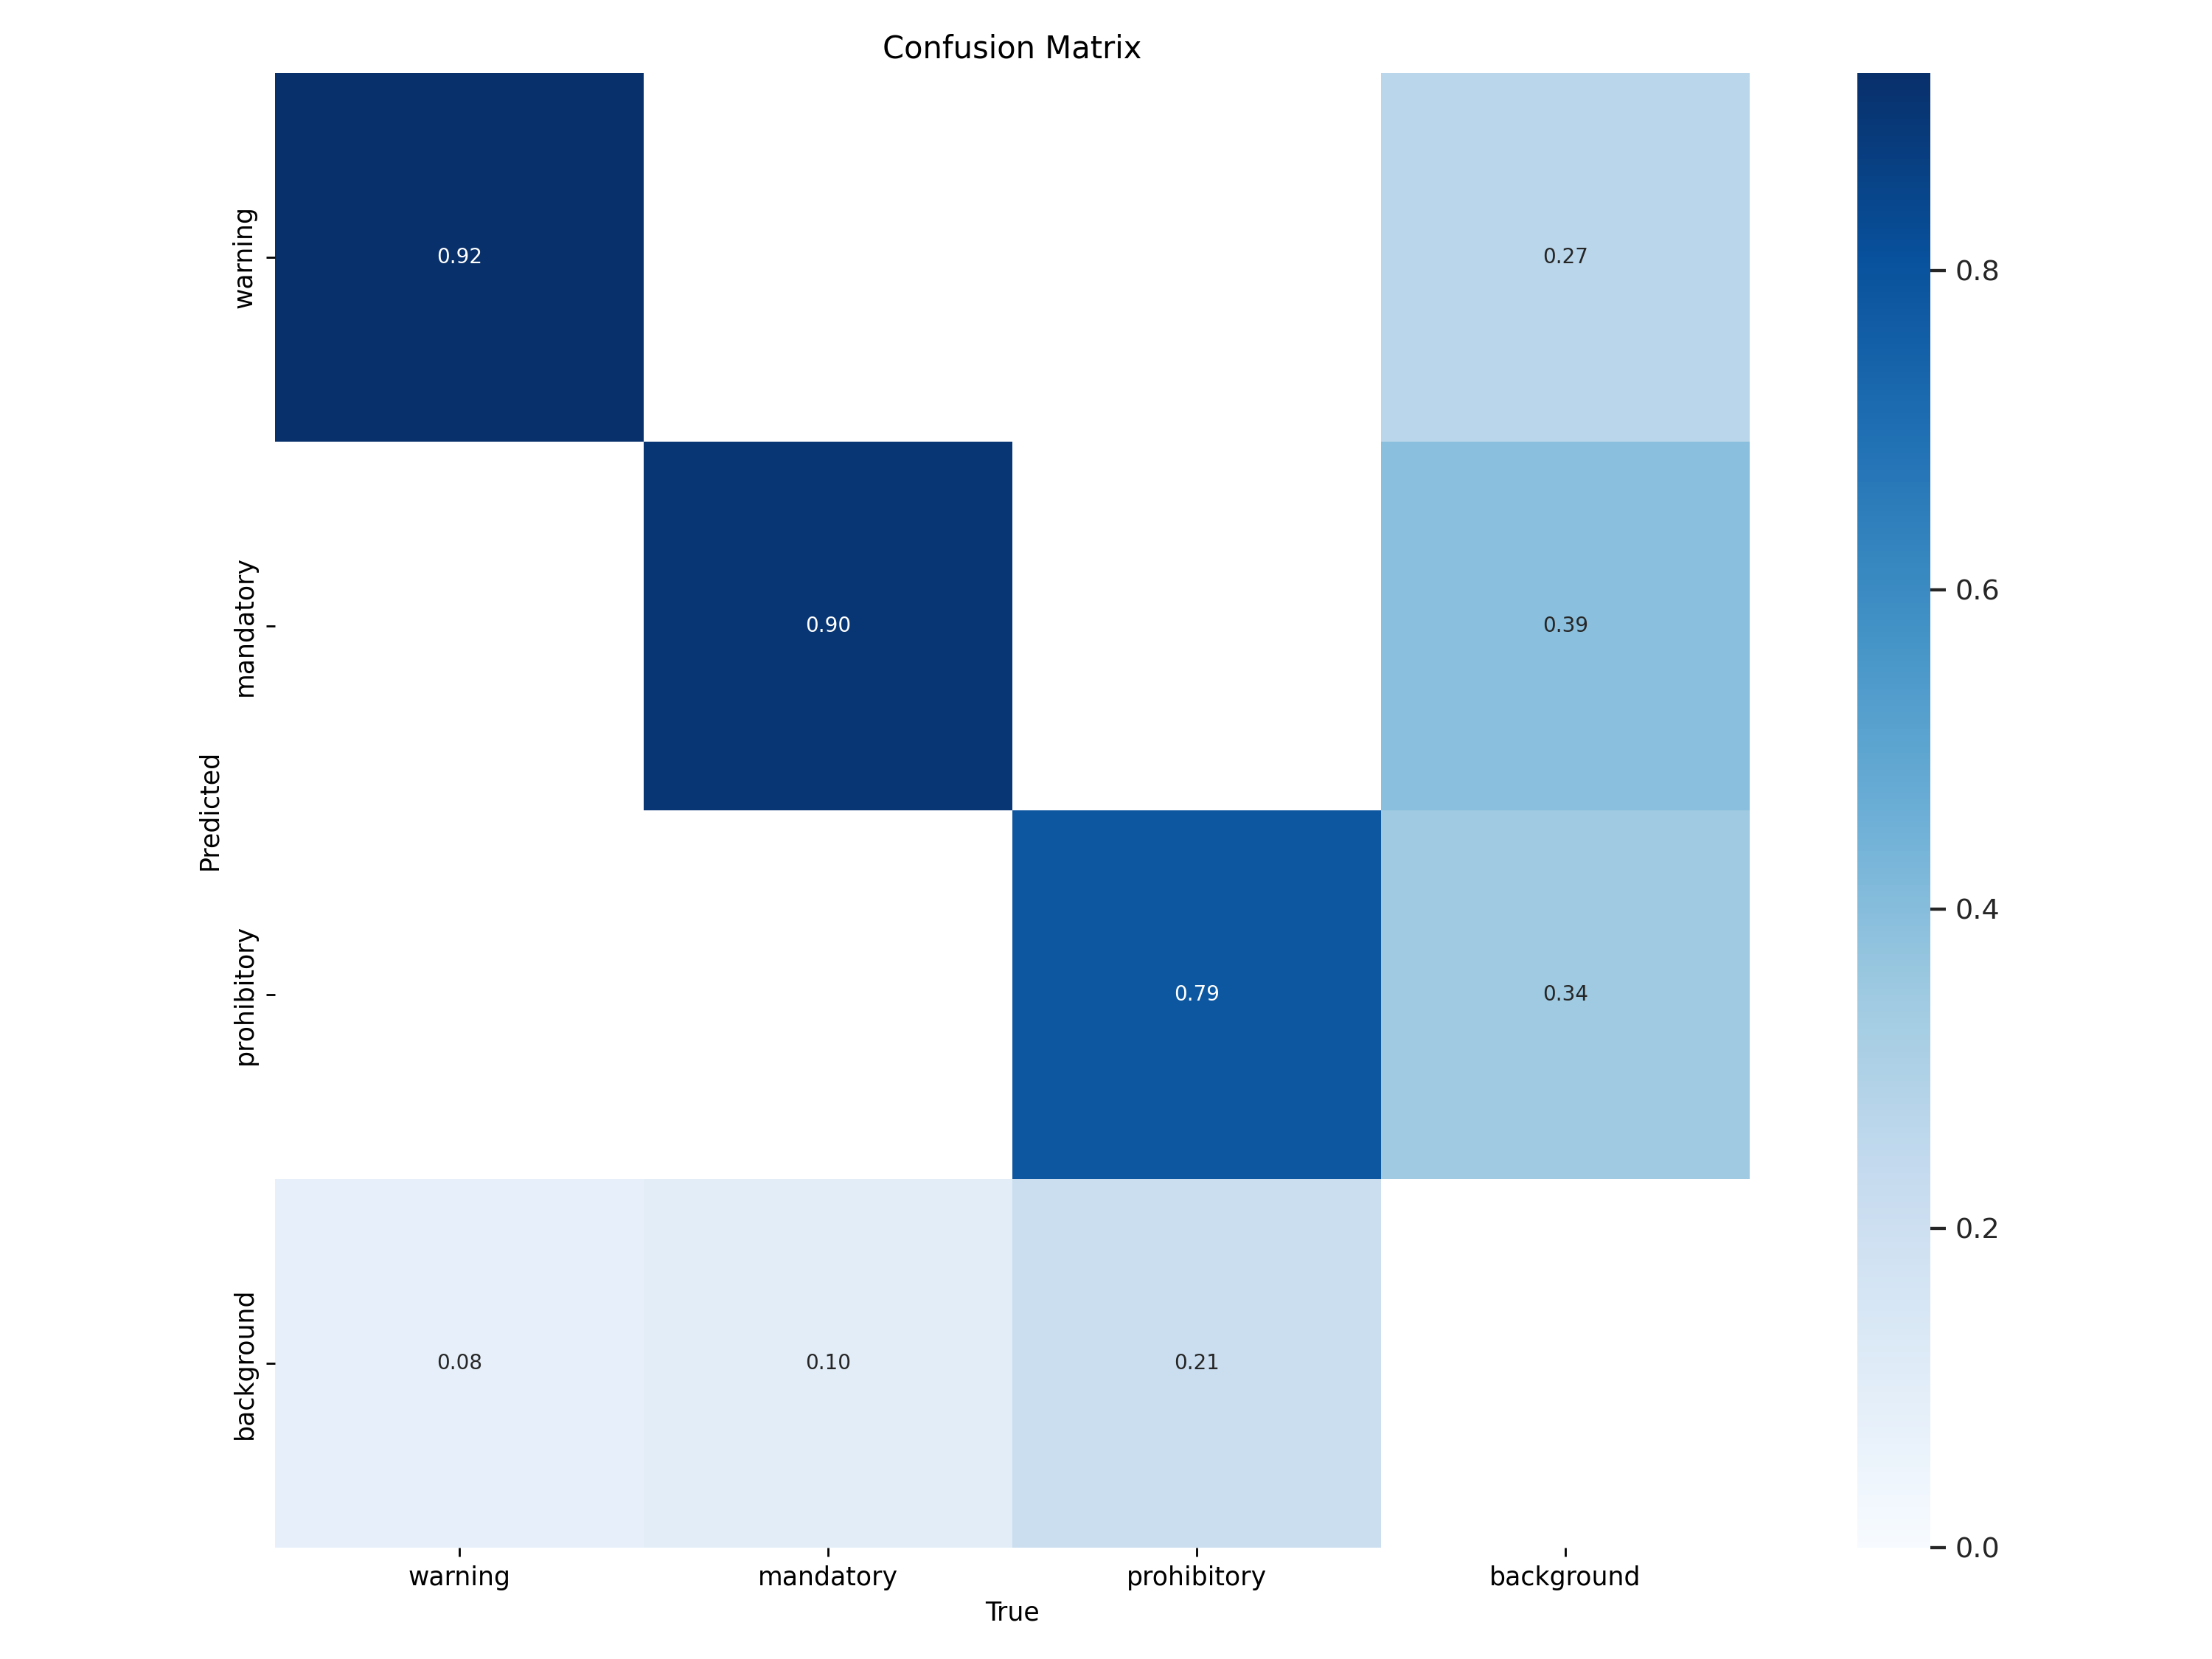 Confusion Matrix
warning
0.92
0.27
0.8
mandatory
0.90
0.39
0.6
Predicted
prohibitory
0.79
0.34
0.4
background
0.08
0.10
0.21
0.2
0.0
warning
mandatory
prohibitory
background
True